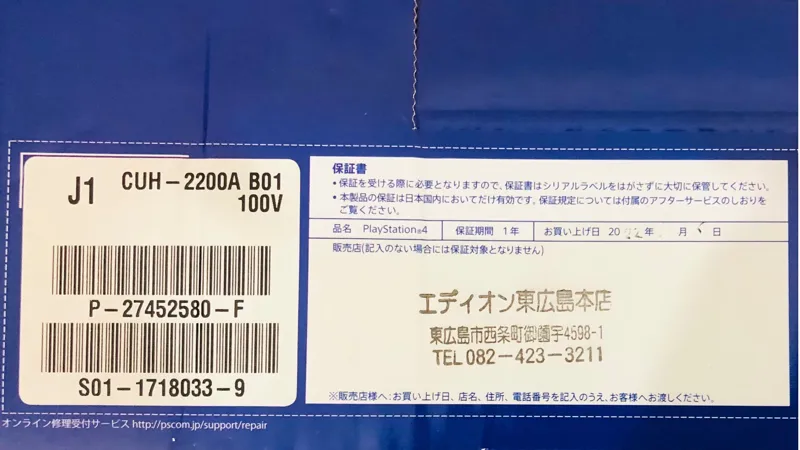 J1 CUH-2200A B01
100V
P-27452580-F
S01-1718033-9
保証書
・保証を受ける際に必要となりますので、保証書はシリアルラベルをはがさずに大切に保管してください。
・本製品の保証は日本国内においてだけ有効です。保証規定については付属のアフターサービスのしおりを
ご覧ください。
品名 PlayStation®4 保証期間 1年 お買い上げ日 20 年 月 日
販売店(記入のない場合には保証対象となりません)
エディオン東広島本店
東広島市西条町御薗宇4598-1
TEL 082-423-3211
※販売店様へ:お買い上げ日、店名、住所、電話番号を記入のうえ、お客様へお渡しください。
オンライン修理受付サービス http://pscom.jp/support/repair